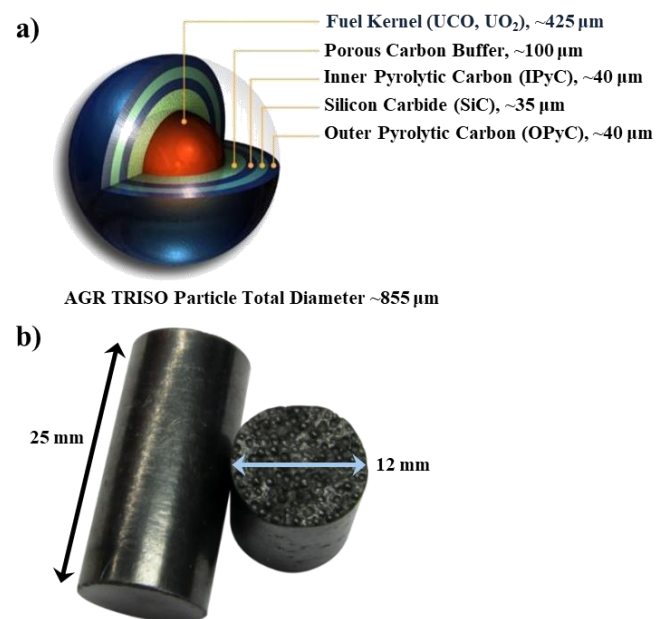 a)
Fuel Kernel (UCO, UO₂), ~425 µm
Porous Carbon Buffer, ~100 µm
Inner Pyrolytic Carbon (IPyC), ~40 µm
Silicon Carbide (SiC), ~35 µm
Outer Pyrolytic Carbon (OPyC), ~40 µm
AGR TRISO Particle Total Diameter ~855 µm
b)
25 mm
12 mm